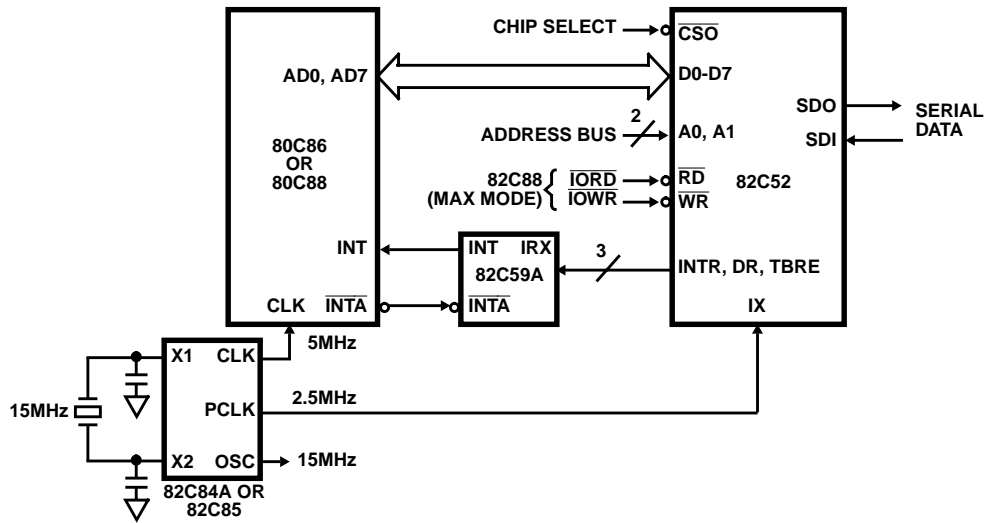 CHIP SELECT
CSO
AD0, AD7
D0-D7
SDO
SERIAL
DATA
2
ADDRESS BUS
A0, A1
SDI
80C86
OR
80C88
82C88
(MAX MODE)
IORD
IOWR
RD
WR
82C52
INT
INT IRX
82C59A
3
INTR, DR, TBRE
CLK
INTA
INTA
IX
5MHz
X1
CLK
15MHz
PCLK
2.5MHz
X2
OSC
15MHz
82C84A OR
82C85